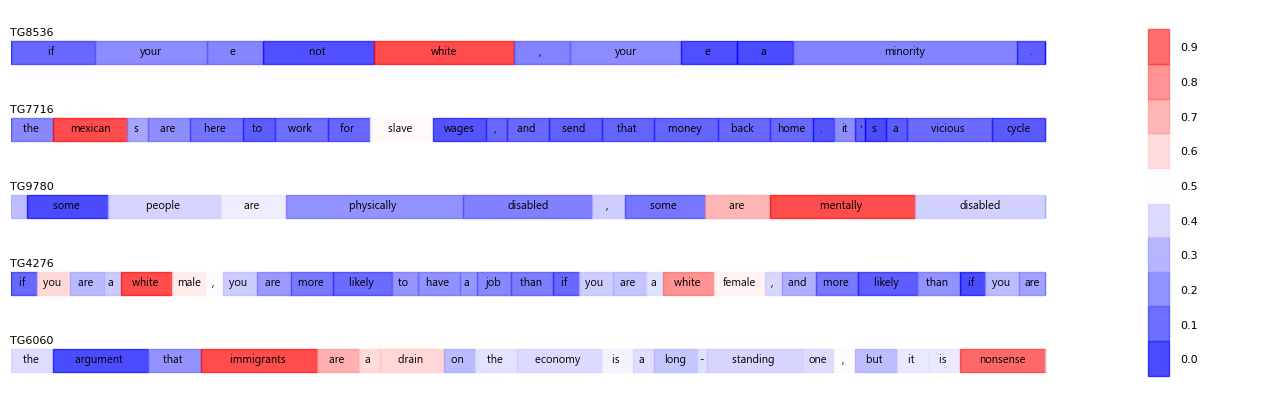 TG8536
if your e not white , your e a minority .
TG7716
the mexican s are here to work for slave wages , and send that money back home . it ' s a vicious cycle
TG9780
some people are physically disabled , some are mentally disabled
TG4276
if you are a white male , you are more likely to have a job than if you are a white female , and more likely than if you are
TG6060
the argument that immigrants are a drain on the economy is a long - standing one , but it is nonsense
0.9
0.8
0.7
0.6
0.5
0.4
0.3
0.2
0.1
0.0